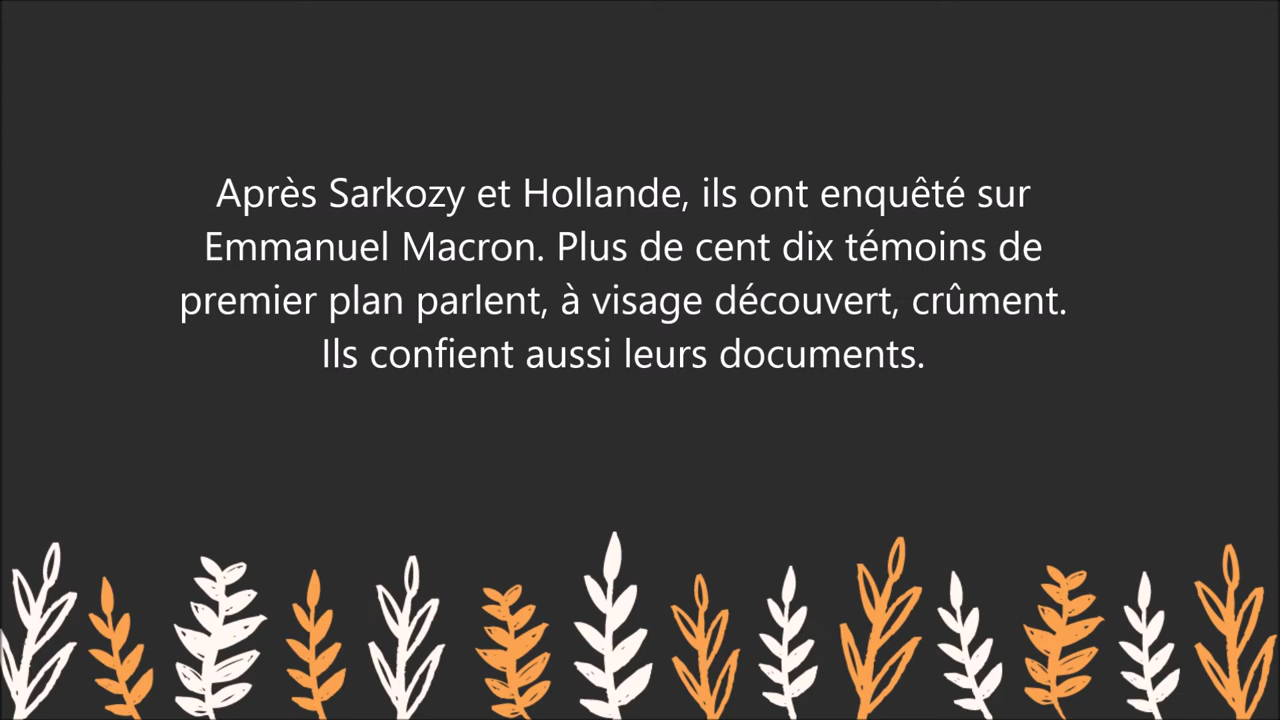 Après Sarkozy et Hollande, ils ont enquêté sur
Emmanuel Macron. Plus de cent dix témoins de
premier plan parlent, à visage découvert, crûment.
Ils confient aussi leurs documents.